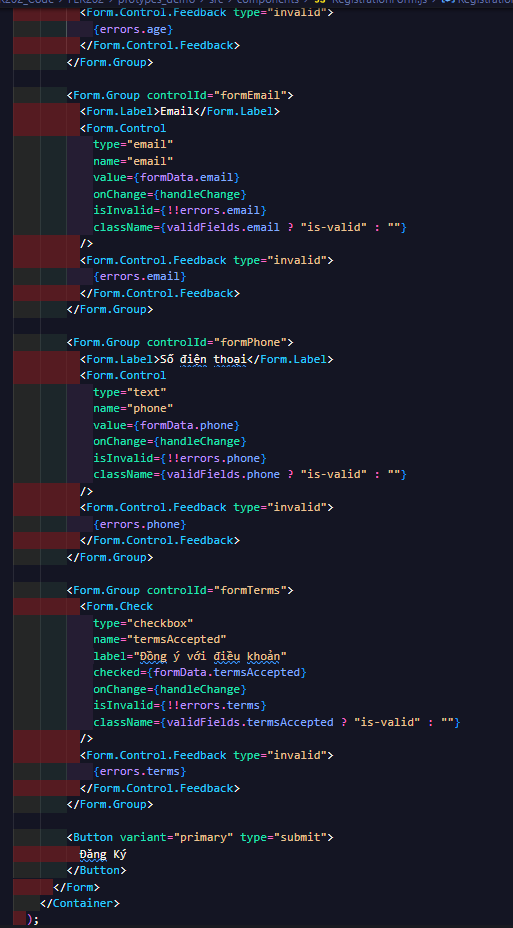 protypes_demo > src > components > RegistrationForm.js >
<Form.Control.Feedback type="invalid">
{errors.age}
</Form.Control.Feedback>
</Form.Group>
<Form.Group controlId="formEmail">
<Form.Label>Email</Form.Label>
<Form.Control
type="email"
name="email"
value={formData.email}
onChange={handleChange}
isInvalid={!!errors.email}
className={validFields.email ? "is-valid" : ""}
/>
<Form.Control.Feedback type="invalid">
{errors.email}
</Form.Control.Feedback>
</Form.Group>
<Form.Group controlId="formPhone">
<Form.Label>Số điện thoại</Form.Label>
<Form.Control
type="text"
name="phone"
value={formData.phone}
onChange={handleChange}
isInvalid={!!errors.phone}
className={validFields.phone ? "is-valid" : ""}
/>
<Form.Control.Feedback type="invalid">
{errors.phone}
</Form.Control.Feedback>
</Form.Group>
<Form.Group controlId="formTerms">
<Form.Check
type="checkbox"
name="termsAccepted"
label="Đồng ý với điều khoản"
checked={formData.termsAccepted}
onChange={handleChange}
isInvalid={!!errors.terms}
className={validFields.termsAccepted ? "is-valid" : ""}
/>
<Form.Control.Feedback type="invalid">
{errors.terms}
</Form.Control.Feedback>
</Form.Group>
<Button variant="primary" type="submit">
Đăng Ký
</Button>
</Form>
</Container>
);